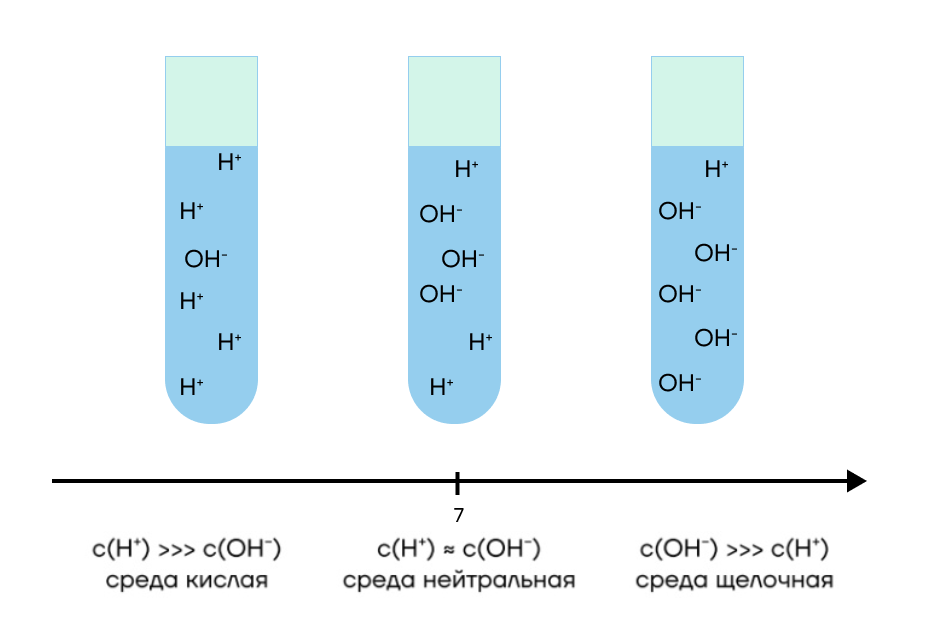 H⁺
H⁺
OH⁻
H⁺
H⁺
H⁺
H⁺
OH⁻
OH⁻
OH⁻
H⁺
H⁺
H⁺
OH⁻
OH⁻
OH⁻
OH⁻
OH⁻
7
c(H⁺) >>> c(OH⁻)
среда кислая
c(H⁺) ≈ c(OH⁻)
среда нейтральная
c(OH⁻) >>> c(H⁺)
среда щелочная